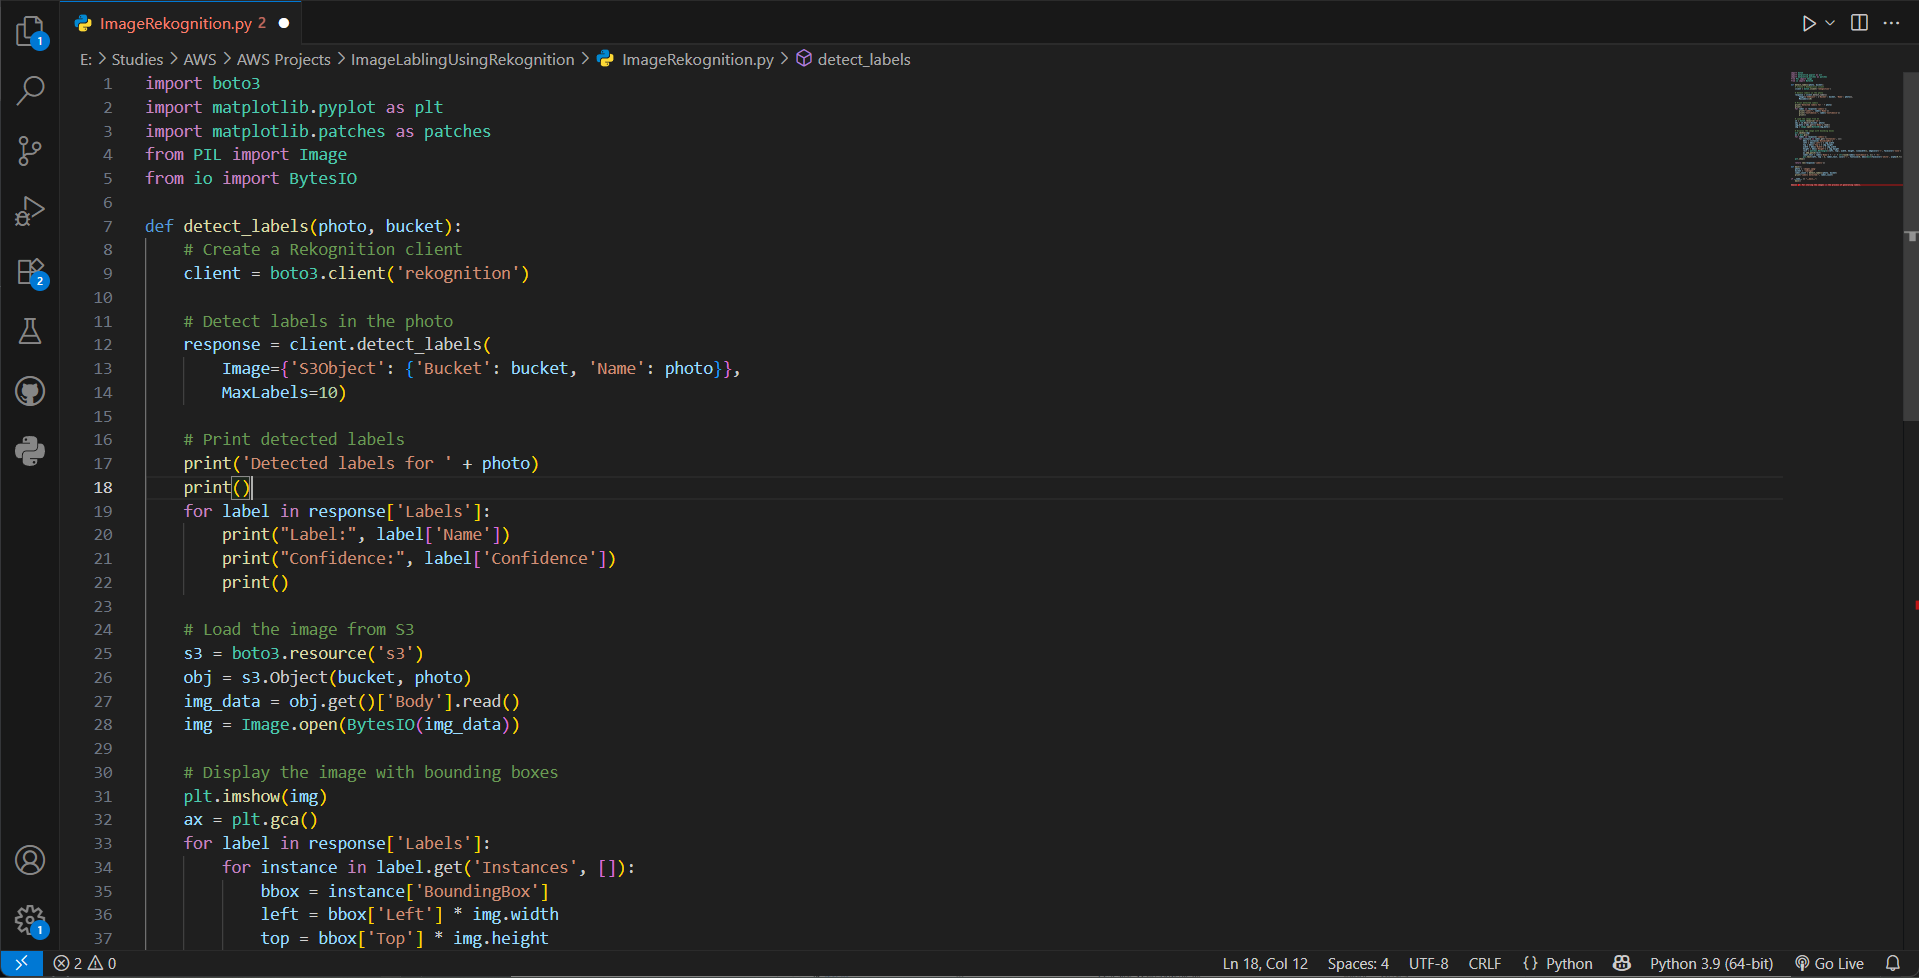 ImageRekognition.py 2
E: > Studies > AWS > AWS Projects > ImageLablingUsingRekognition > ImageRekognition.py > detect_labels
1 import boto3
2 import matplotlib.pyplot as plt
3 import matplotlib.patches as patches
4 from PIL import Image
5 from io import BytesIO
6
7 def detect_labels(photo, bucket):
8     # Create a Rekognition client
9     client = boto3.client('rekognition')
10
11     # Detect labels in the photo
12     response = client.detect_labels(
13         Image={'S3Object': {'Bucket': bucket, 'Name': photo}},
14         MaxLabels=10)
15
16     # Print detected labels
17     print('Detected labels for ' + photo)
18     print()
19     for label in response['Labels']:
20         print("Label:", label['Name'])
21         print("Confidence:", label['Confidence'])
22         print()
23
24     # Load the image from S3
25     s3 = boto3.resource('s3')
26     obj = s3.Object(bucket, photo)
27     img_data = obj.get()['Body'].read()
28     img = Image.open(BytesIO(img_data))
29
30     # Display the image with bounding boxes
31     plt.imshow(img)
32     ax = plt.gca()
33     for label in response['Labels']:
34         for instance in label.get('Instances', []):
35             bbox = instance['BoundingBox']
36             left = bbox['Left'] * img.width
37             top = bbox['Top'] * img.height
1
2
1
2 0 Ln 18, Col 12 Spaces: 4 UTF-8 CRLF {} Python Python 3.9 (64-bit) Go Live